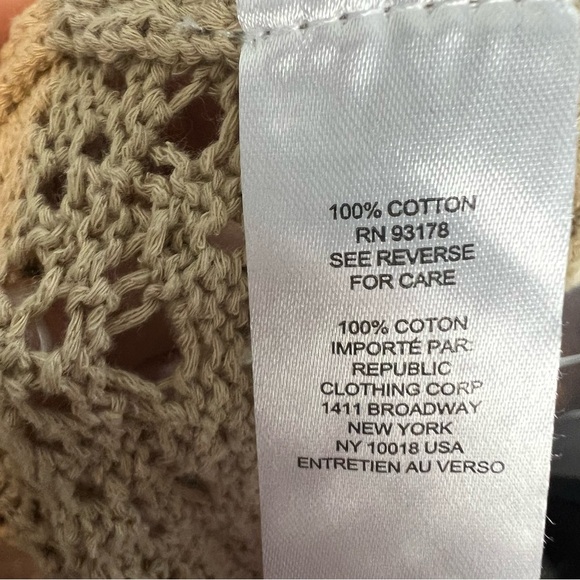 100% COTTON
RN 93178
SEE REVERSE
FOR CARE
100% COTON
IMPORTÉ PAR:
REPUBLIC
CLOTHING CORP
1411 BROADWAY
NEW YORK
NY 10018 USA
ENTRETIEN AU VERSO